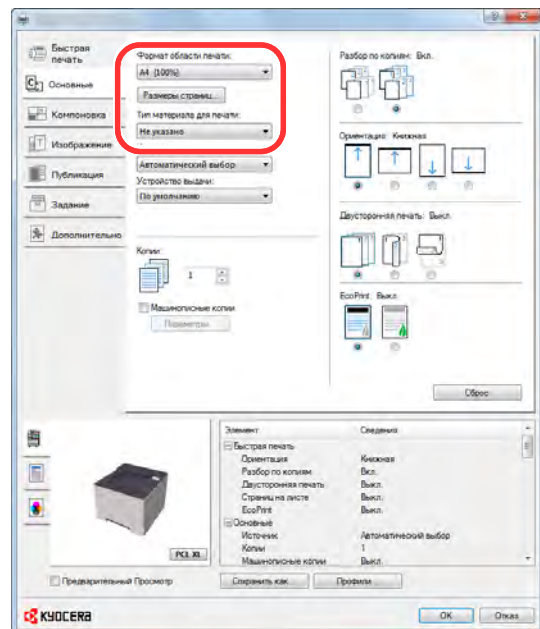 Быстрая печать
Основные
Компоновка
Изображение
Публикация
Задание
Дополнительно
Формат области печати:
A4 (100%)
Размеры страниц...
Тип материала для печати:
Не указано
Автоматический выбор
Устройство выдачи:
По умолчанию
Копии:
1
Машинописные копии
Параметры...
Разбор по копиям: Вкл.
Ориентация: Книжная
Двусторонняя печать: Выкл.
EcoPrint: Выкл.
Сброс
PCL XL
Предварительный Просмотр
Элемент Сведения
Быстрая печать
Ориентация Книжная
Разбор по копиям Вкл.
Двусторонняя печать Выкл.
Страниц на листе Выкл.
EcoPrint Выкл.
Основные
Источник Автоматический выбор
Копии 1
Машинописные копии Выкл.
Сохранить как... Профили...
KYOCERA
OK Отказ